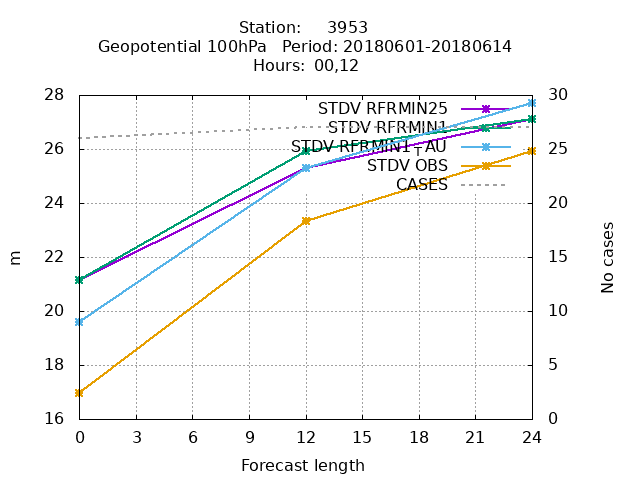 Station: 3953
Geopotential 100hPa Period: 20180601-20180614
Hours: 00,12
28 30
STDV RFRMIN25
STDV RFRMIN1
26 25
STDV RFRMIN1_AU
STDV OBS
CASES
24 20
22 15
m
No cases
20 10
18 5
16 0
0 3 6 9 12 15 18 21 24
Forecast length